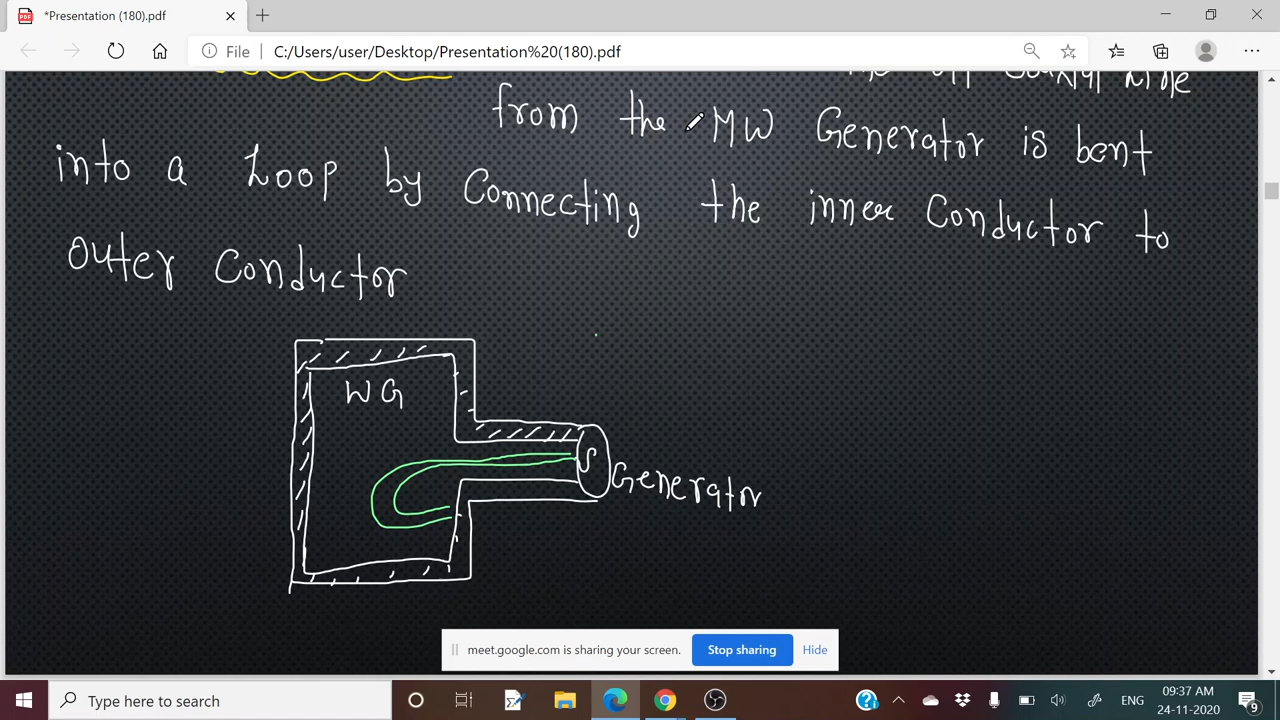 *Presentation (180).pdf
File C:/Users/user/Desktop/Presentation%20(180).pdf
from the MW Generator is bent
into a Loop by Connecting the inner Conductor to
outer Conductor
WG
S
Generator
meet.google.com is sharing your screen. Stop sharing Hide
Type here to search
ENG
09:37 AM
24-11-2020
9